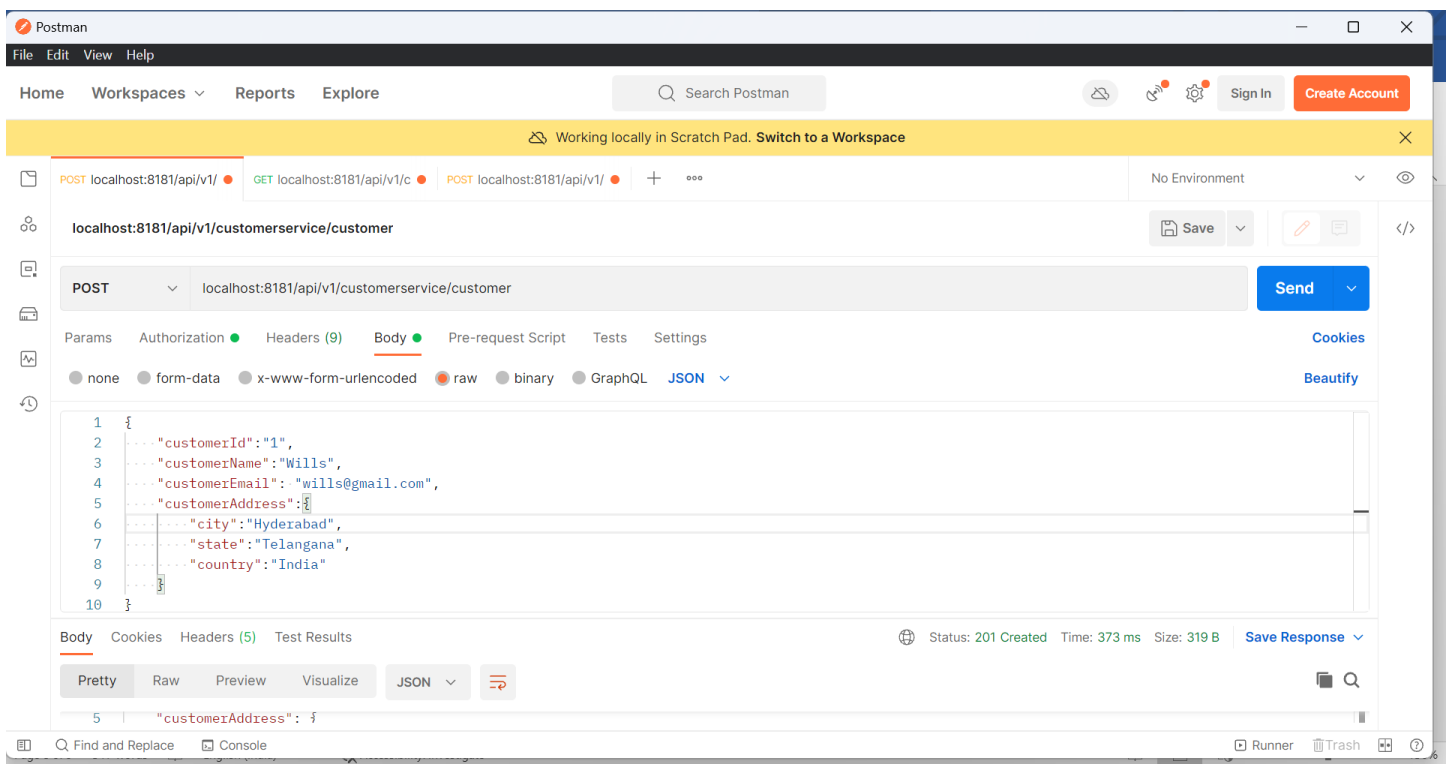 Postman
File Edit View Help
Home Workspaces Reports Explore Search Postman Sign In Create Account
Working locally in Scratch Pad. Switch to a Workspace
POST localhost:8181/api/v1/ GET localhost:8181/api/v1/c POST localhost:8181/api/v1/ No Environment
localhost:8181/api/v1/customerservice/customer Save
POST localhost:8181/api/v1/customerservice/customer Send
Params Authorization Headers (9) Body Pre-request Script Tests Settings Cookies
none form-data x-www-form-urlencoded raw binary GraphQL JSON Beautify
1 {
2 "customerId":"1",
3 "customerName":"Wills",
4 "customerEmail": "wills@gmail.com",
5 "customerAddress":{
6 "city":"Hyderabad",
7 "state":"Telangana",
8 "country":"India"
9 }
10 }
Body Cookies Headers (5) Test Results Status: 201 Created Time: 373 ms Size: 319 B Save Response
Pretty Raw Preview Visualize JSON
5 "customerAddress": {
Find and Replace Console Runner Trash